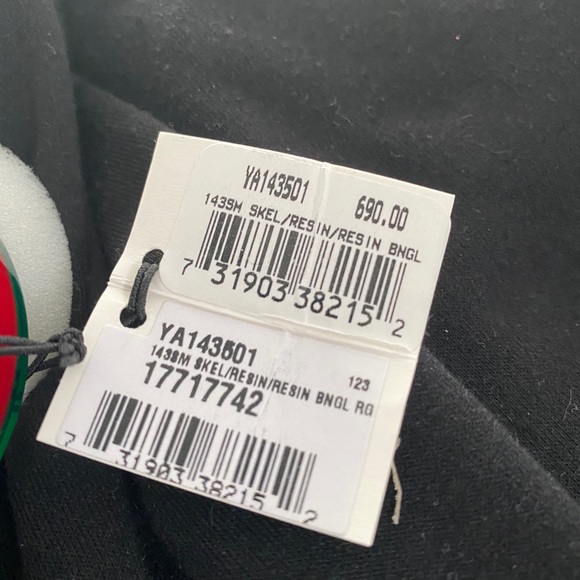 YA143501 690.00
143SM SKEL/RESIN/RESIN BNGL
7 31903 38215 2
YA143501 123
143SM SKEL/RESIN/RESIN BNGL RG
17717742
7 31903 38215 2